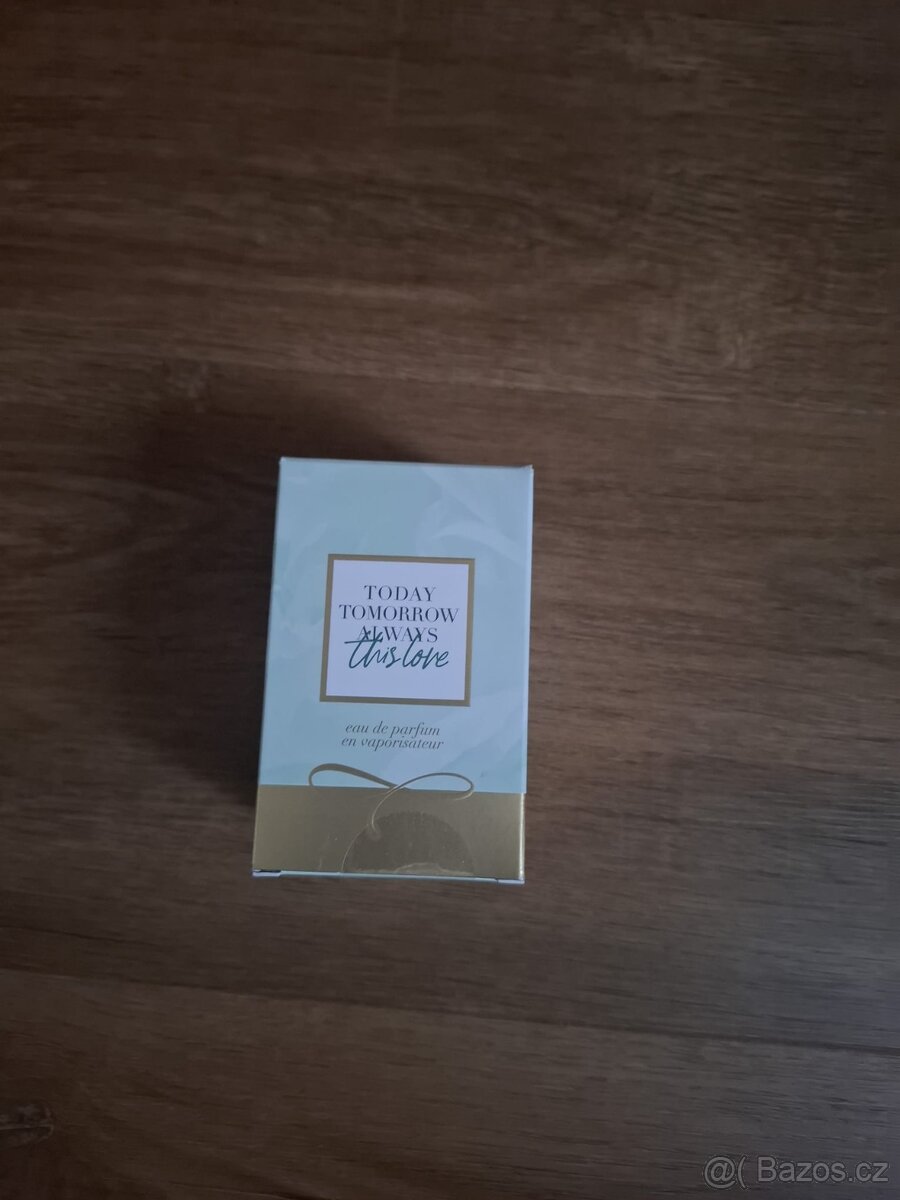 TODAY
TOMORROW
ALWAYS
this love
eau de parfum
en vaporisateur
@( Bazos.cz